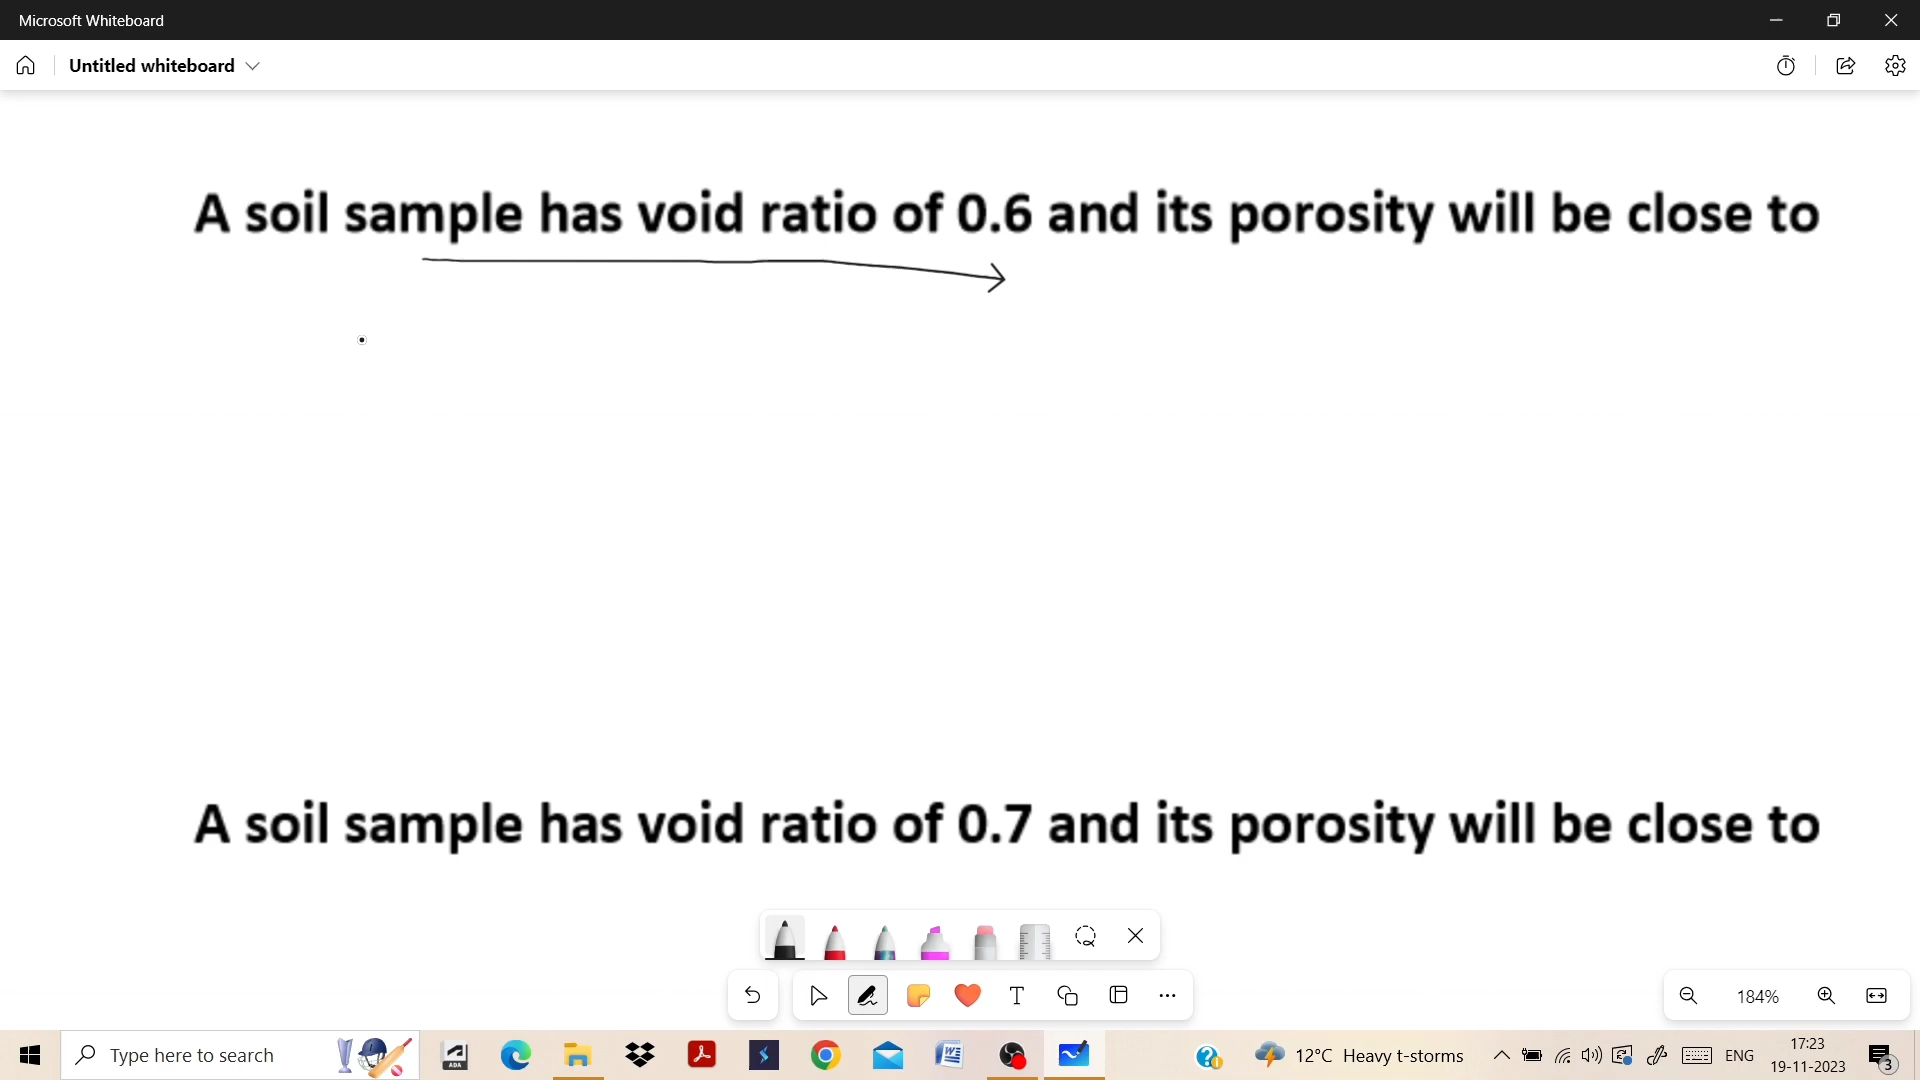 Microsoft Whiteboard
Untitled whiteboard
A soil sample has void ratio of 0.6 and its porosity will be close to
A soil sample has void ratio of 0.7 and its porosity will be close to
184%
Type here to search
ADA
12°C Heavy t-storms
ENG
17:23
19-11-2023
3